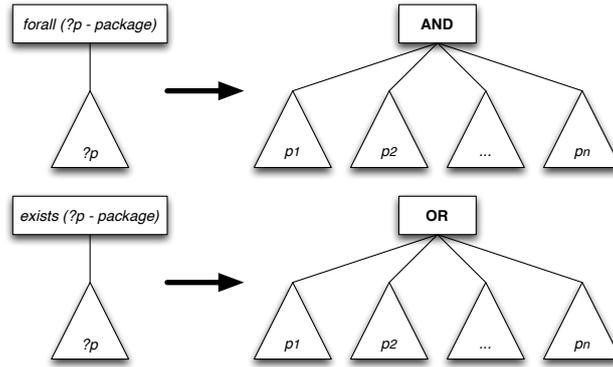 forall (?p - package)
AND
?p
p1
p2
...
pn
exists (?p - package)
OR
?p
p1
p2
...
pn